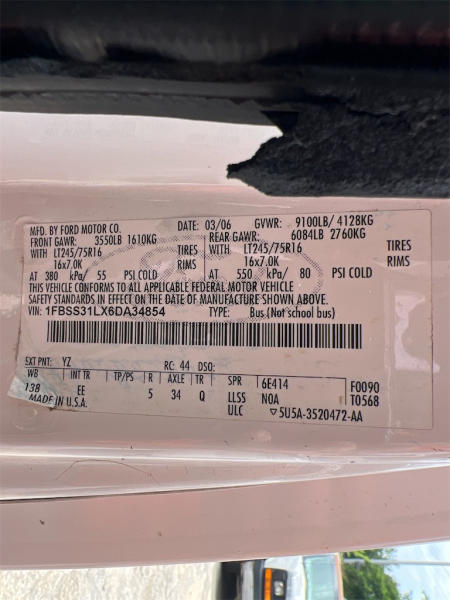 MFD. BY FORD MOTOR CO. DATE: 03/06 GVWR: 9100LB/ 4128KG
FRONT GAWR: 3550LB 1610KG REAR GAWR: 6084LB 2760KG
WITH LT245/75R16 TIRES WITH LT245/75R16 TIRES
16x7.0K RIMS 16x7.0K RIMS
AT 380 kPa/ 55 PSI COLD AT 550 kPa/ 80 PSI COLD
THIS VEHICLE CONFORMS TO ALL APPLICABLE FEDERAL MOTOR VEHICLE
SAFETY STANDARDS IN EFFECT ON THE DATE OF MANUFACTURE SHOWN ABOVE.
VIN: 1FBSS31LX6DA34854 TYPE: Bus (Not School Bus)
EXT PNT: YZ RC: 44 DSO:
WB INT TR TP/PS R AXLE TR SPR 6E414 F0090
138 EE 5 34 Q LLSS NOA T0568
MADE IN U.S.A. ULC ▽5U5A-3520472-AA